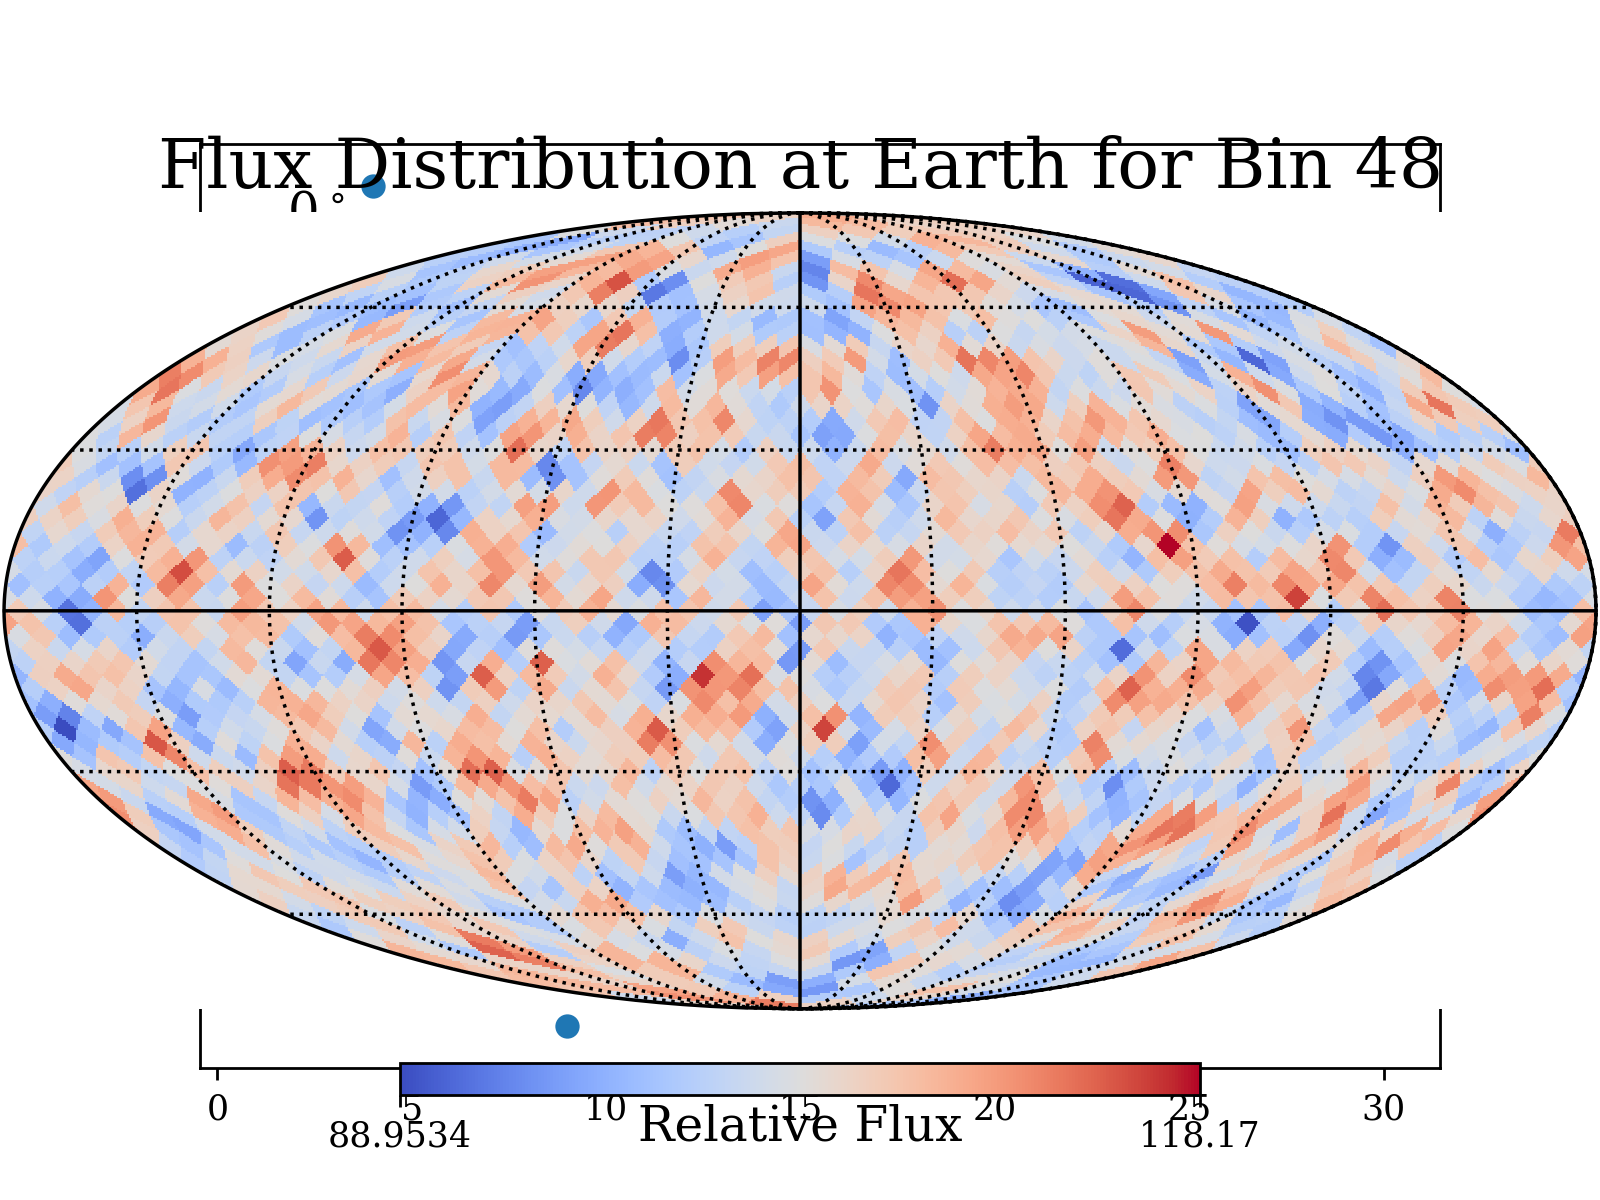 Flux Distribution at Earth for Bin 48
0 °
0 5 10 15 20 25 30
Relative Flux
88.9534 118.17